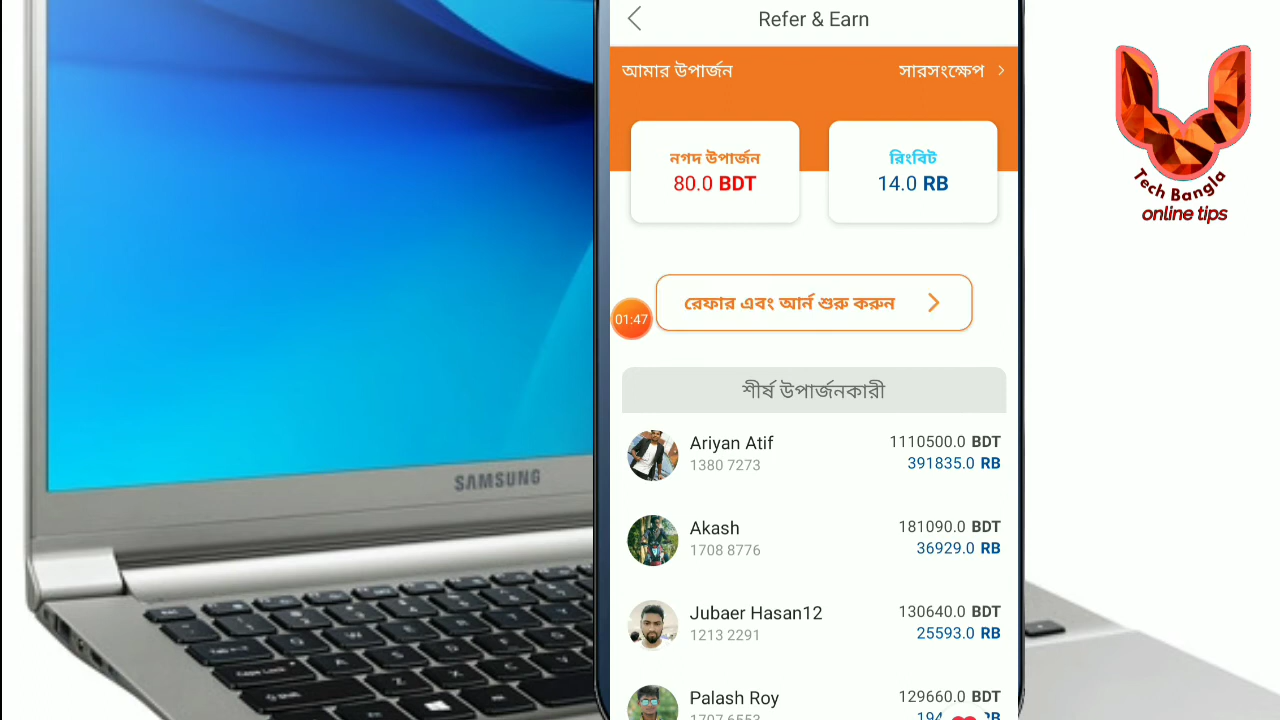 Refer & Earn
আমার উপার্জন
সারসংক্ষেপ
নগদ উপার্জন
80.0 BDT
রিংবিট
14.0 RB
রেফার এবং আর্ন শুরু করুন
01:47
শীর্ষ উপার্জনকারী
Ariyan Atif
1110500.0 BDT
1380 7273
391835.0 RB
Akash
181090.0 BDT
1708 8776
36929.0 RB
Jubaer Hasan12
130640.0 BDT
1213 2291
25593.0 RB
Palash Roy
129660.0 BDT
SAMSUNG
Tech Bangla
online tips